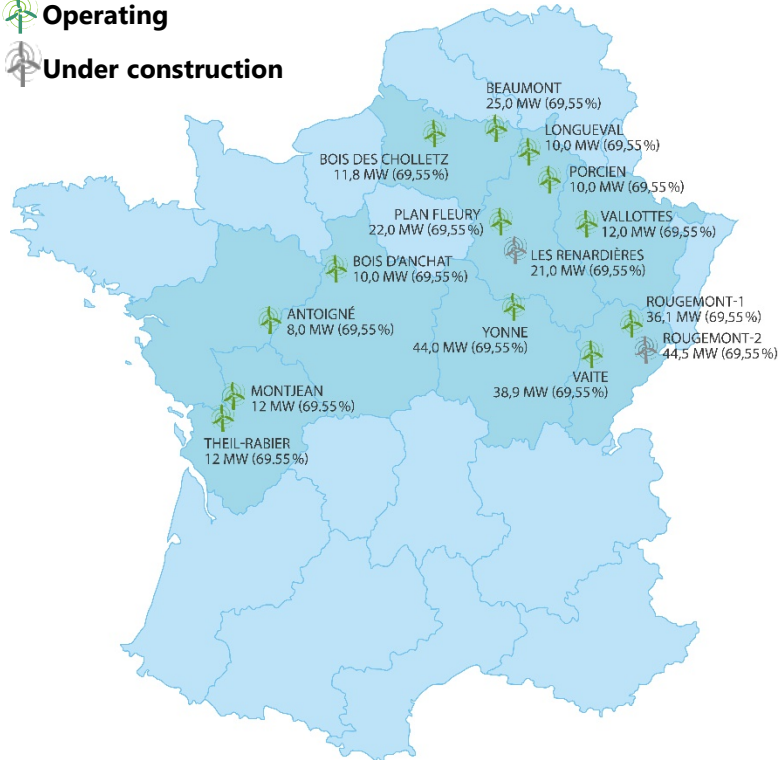 Operating
Under construction
BEAUMONT
25,0 MW (69,55%)
LONGUEVAL
10,0 MW (69,55%)
BOIS DES CHOLLETZ
11,8 MW (69,55%)
PORCIEN
10,0 MW (69,55%)
PLAN FLEURY
22,0 MW (69,55%)
VALLOTTES
12,0 MW (69,55%)
LES RENARDIÈRES
21,0 MW (69,55%)
BOIS D'ANCHAT
10,0 MW (69,55%)
ROUGEMONT-1
36,1 MW (69,55%)
ANTOIGNÉ
8,0 MW (69,55%)
YONNE
44,0 MW (69,55%)
ROUGEMONT-2
44,5 MW (69,55%)
VAITE
38,9 MW (69,55%)
MONTJEAN
12 MW (69.55%)
THEIL-RABIER
12 MW (69.55%)